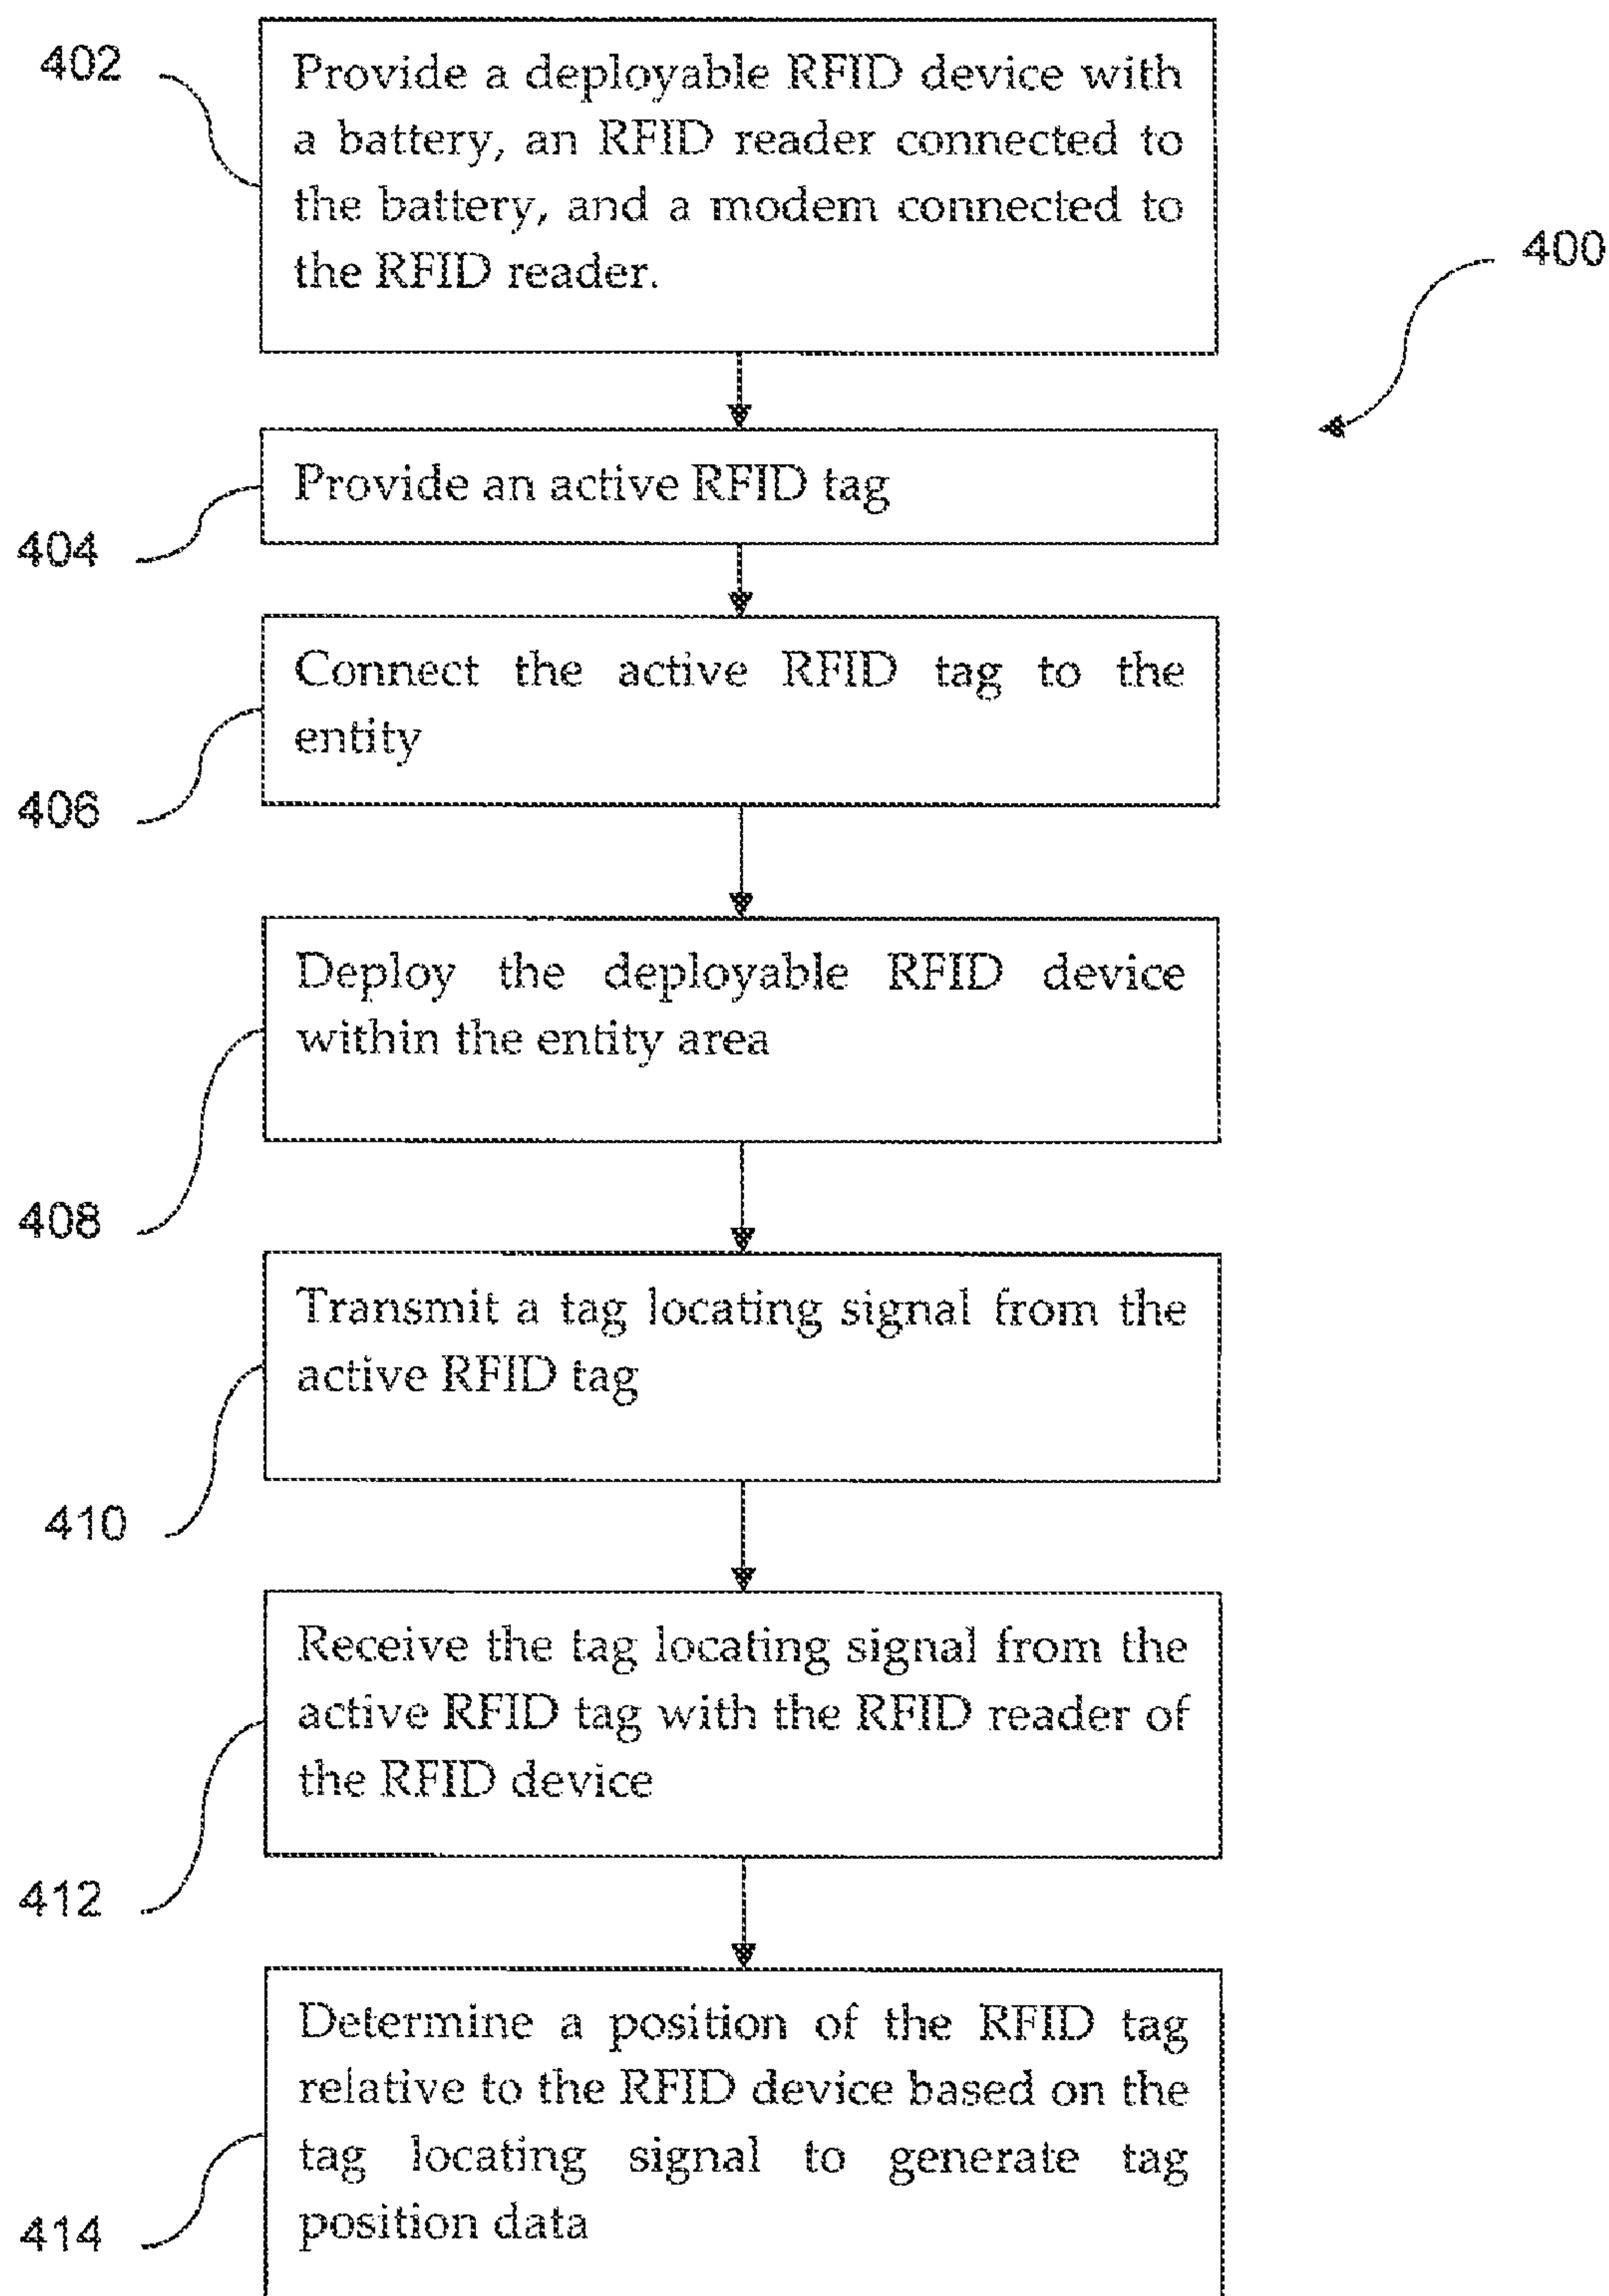 402
Provide a deployable RFID device with
a battery, an RFID reader connected to
the battery, and a modem connected to
the RFID reader.
400
Provide an active RFID tag
404
Connect the active RFID tag to the
entity
406
Deploy the deployable RFID device
within the entity area
408
Transmit a tag locating signal from the
active RFID tag
410
Receive the tag locating signal from the
active RFID tag with the RFID reader of
the RFID device
412
Determine a position of the RFID tag
relative to the RFID device based on the
tag locating signal to generate tag
position data
414